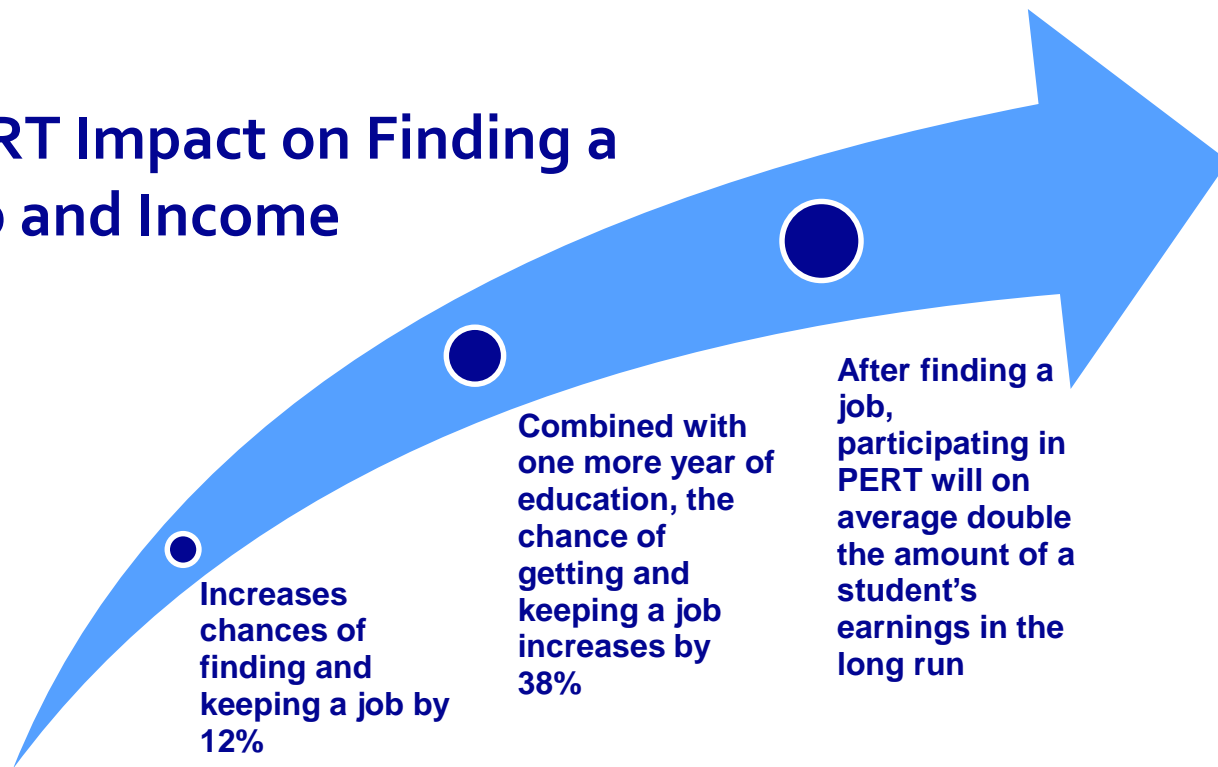 RT Impact on Finding a
and Income
Increases
chances of
finding and
keeping a job by
12%
Combined with
one more year of
education, the
chance of
getting and
keeping a job
increases by
38%
After finding a
job,
participating in
PERT will on
average double
the amount of a
student’s
earnings in the
long run